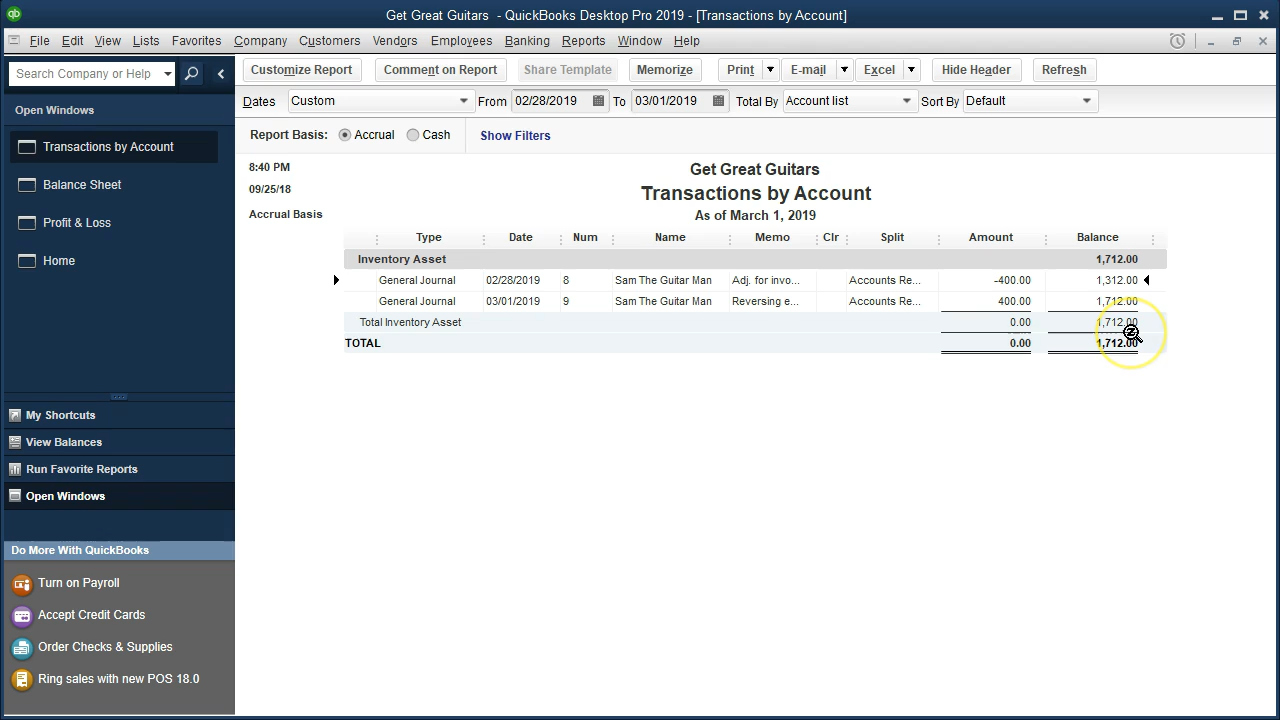 Get Great Guitars - QuickBooks Desktop Pro 2019 - [Transactions by Account]
File Edit View Lists Favorites Company Customers Vendors Employees Banking Reports Window Help
Search Company or Help
Customize Report Comment on Report Share Template Memorize Print E-mail Excel Hide Header Refresh
Dates Custom From 02/28/2019 To 03/01/2019 Total By Account list Sort By Default
Report Basis: Accrual Cash Show Filters
Open Windows
Transactions by Account
Balance Sheet
Profit & Loss
Home
My Shortcuts
View Balances
Run Favorite Reports
Open Windows
Do More With QuickBooks
Turn on Payroll
Accept Credit Cards
Order Checks & Supplies
Ring sales with new POS 18.0
8:40 PM
09/25/18
Accrual Basis
Get Great Guitars
Transactions by Account
As of March 1, 2019
Type Date Num Name Memo Clr Split Amount Balance
Inventory Asset 1,712.00
General Journal 02/28/2019 8 Sam The Guitar Man Adj. for invo... Accounts Re... -400.00 1,312.00
General Journal 03/01/2019 9 Sam The Guitar Man Reversing e... Accounts Re... 400.00 1,712.00
Total Inventory Asset 0.00 1,712.00
TOTAL 0.00 1,712.00